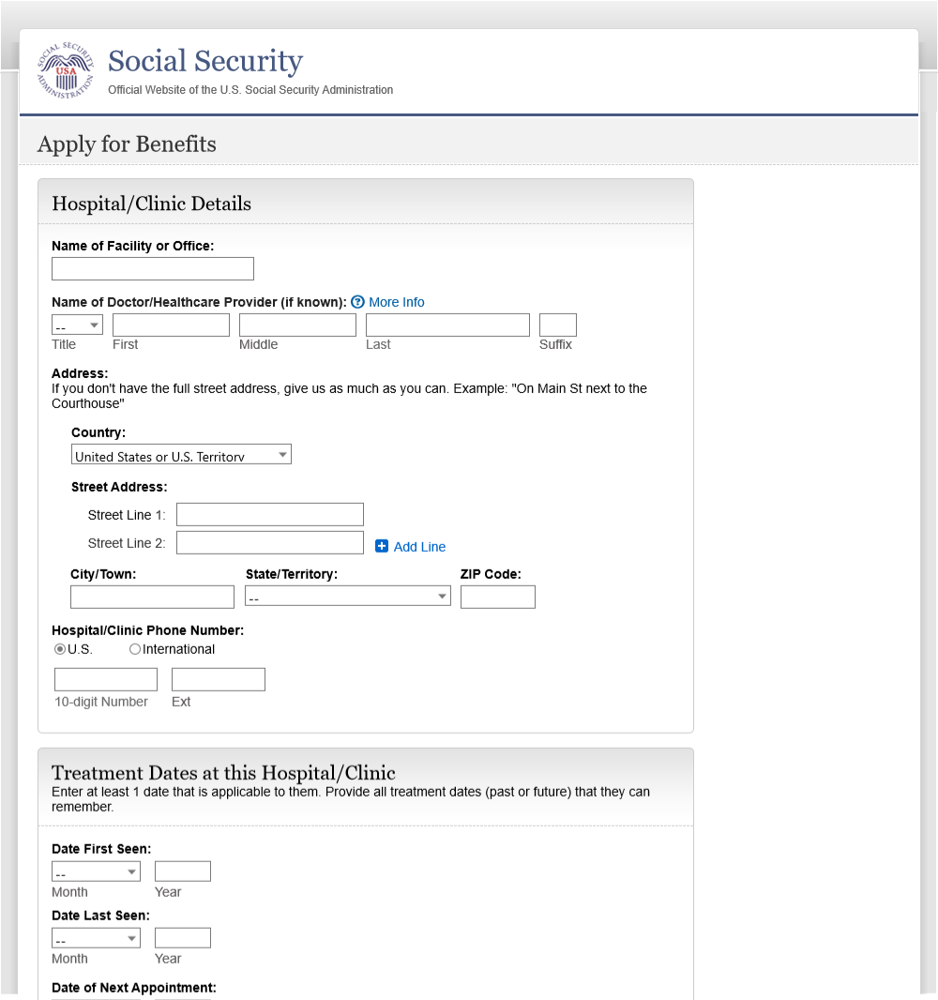 SOCIAL SECURITY
USA
ADMINISTRATION
Social Security
Official Website of the U.S. Social Security Administration
Apply for Benefits
Hospital/Clinic Details
Name of Facility or Office:
Name of Doctor/Healthcare Provider (if known): ? More Info
--
Title First Middle Last Suffix
Address:
If you don't have the full street address, give us as much as you can. Example: "On Main St next to the
Courthouse"
Country:
United States or U.S. Territory
Street Address:
Street Line 1:
Street Line 2: + Add Line
City/Town: State/Territory: ZIP Code:
--
Hospital/Clinic Phone Number:
U.S. International
10-digit Number Ext
Treatment Dates at this Hospital/Clinic
Enter at least 1 date that is applicable to them. Provide all treatment dates (past or future) that they can
remember.
Date First Seen:
--
Month Year
Date Last Seen:
--
Month Year
Date of Next Appointment: